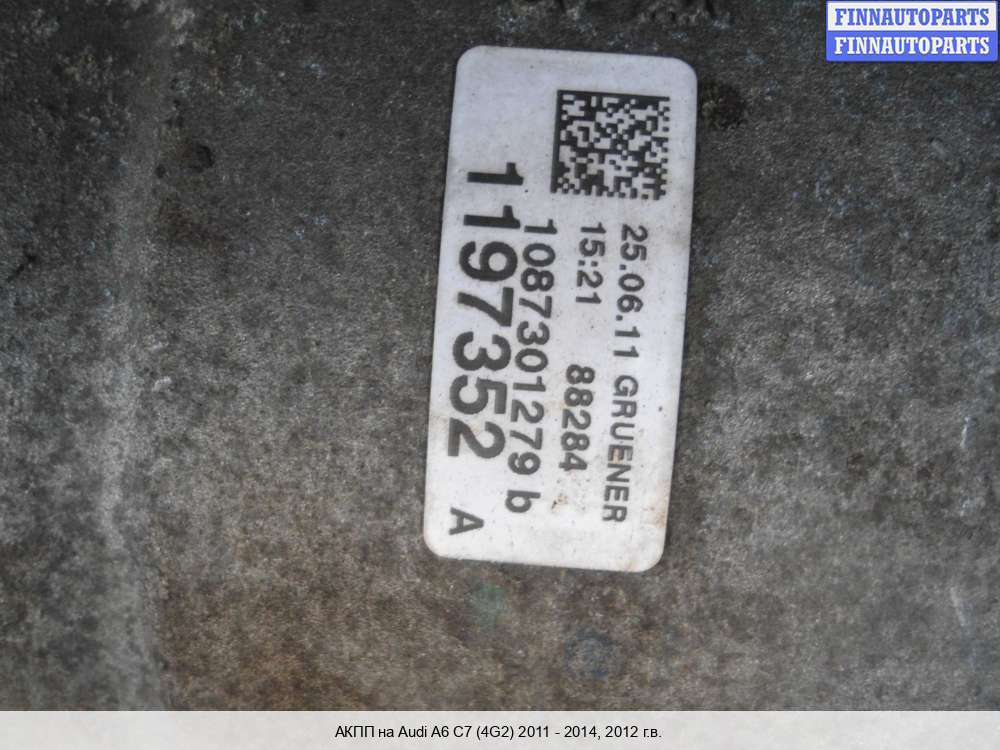 FINNAUTOPARTS
FINNAUTOPARTS
25.06.11 GRUENER
15:21 88284
1087301279 b
1197352 A
АКПП на Audi A6 C7 (4G2) 2011 - 2014, 2012 г.в.